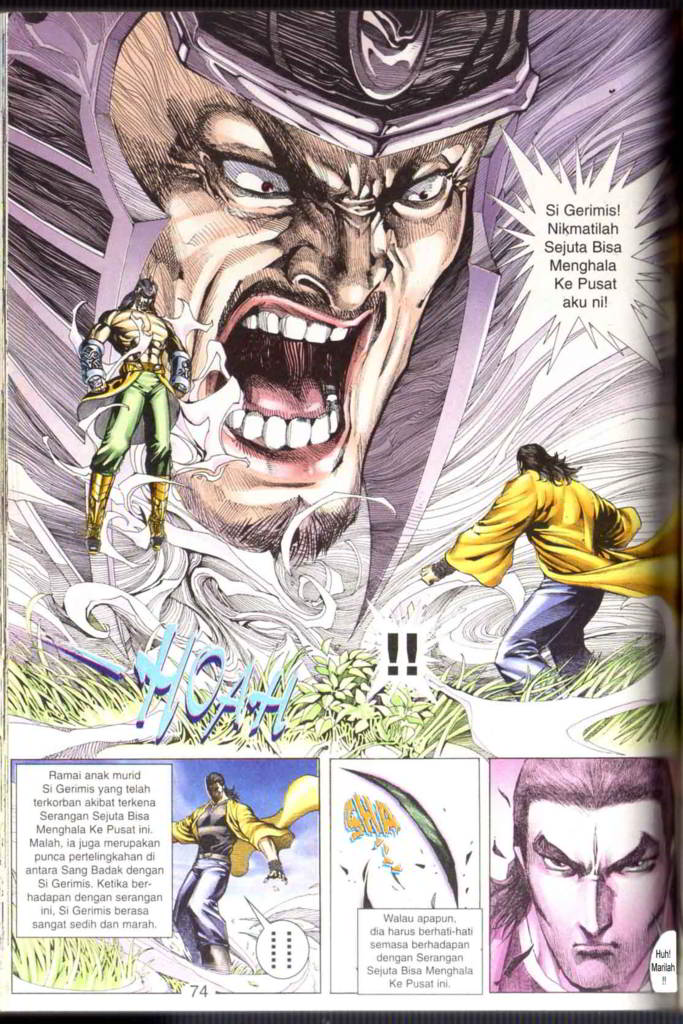 Si Gerimis!
Nikmatilah
Sejuta Bisa
Menghala
Ke Pusat
aku ni!
!!
HOAH
Ramai anak murid
Si Gerimis yang telah
terkorban akibat terkena
Serangan Sejuta Bisa
Menghala Ke Pusat ini.
Malah, ia juga merupakan
punca pertelingkahan di
antara Sang Badak dengan
Si Gerimis. Ketika ber-
hadapan dengan serangan
ini, Si Gerimis berasa
sangat sedih dan marah.
!!
SHA
Walau apapun,
dia harus berhati-hati
semasa berhadapan
dengan Serangan
Sejuta Bisa Menghala
Ke Pusat ini.
Huh!
Marilah
!!
74